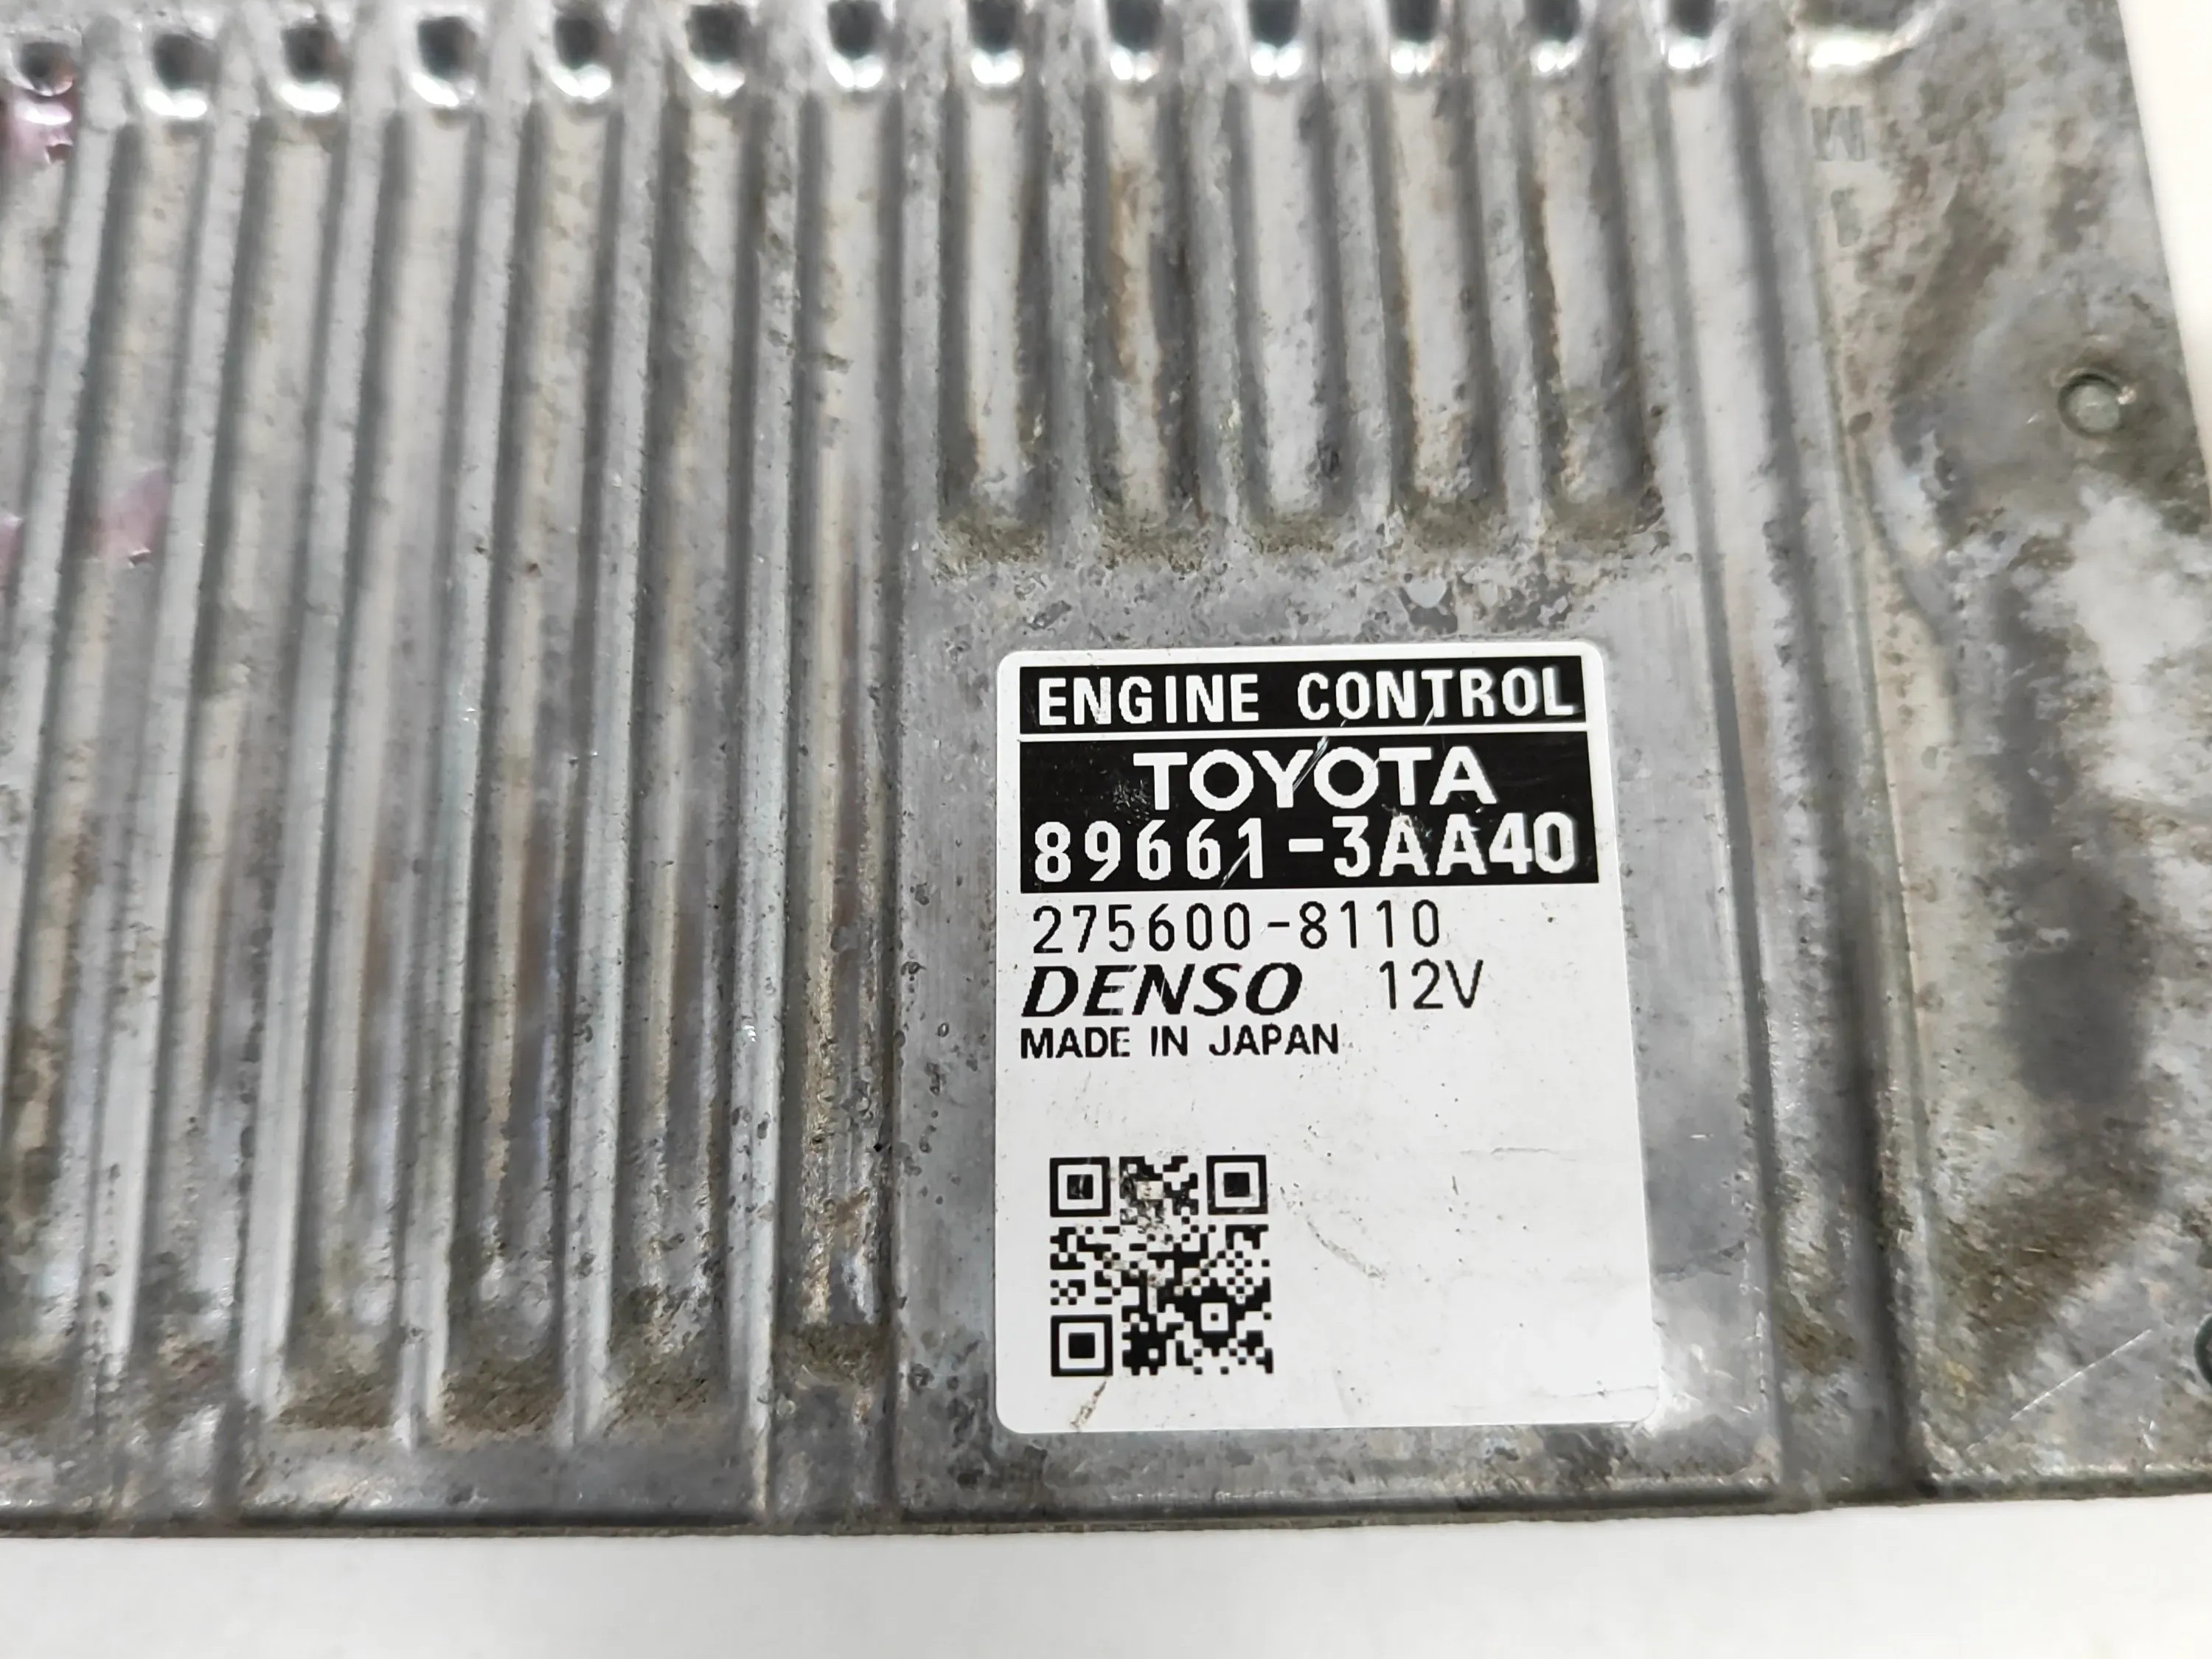 ENGINE CONTROL
TOYOTA
89661-3AA40
275600-8110
DENSO 12V
MADE IN JAPAN